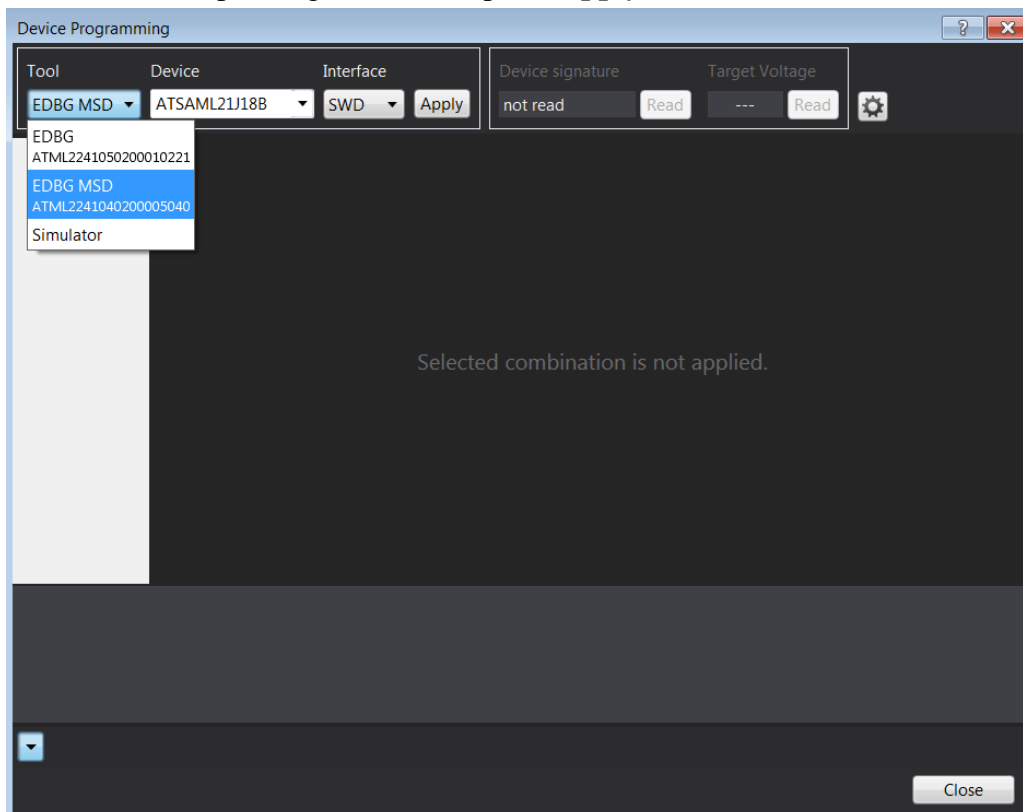 Device Programming
Tool Device Interface Device signature Target Voltage
EDBG MSD ATSAML21J18B SWD Apply not read Read --- Read
EDBG
ATML2241050200010221
EDBG MSD
ATML2241040200005040
Simulator
Selected combination is not applied.
Close